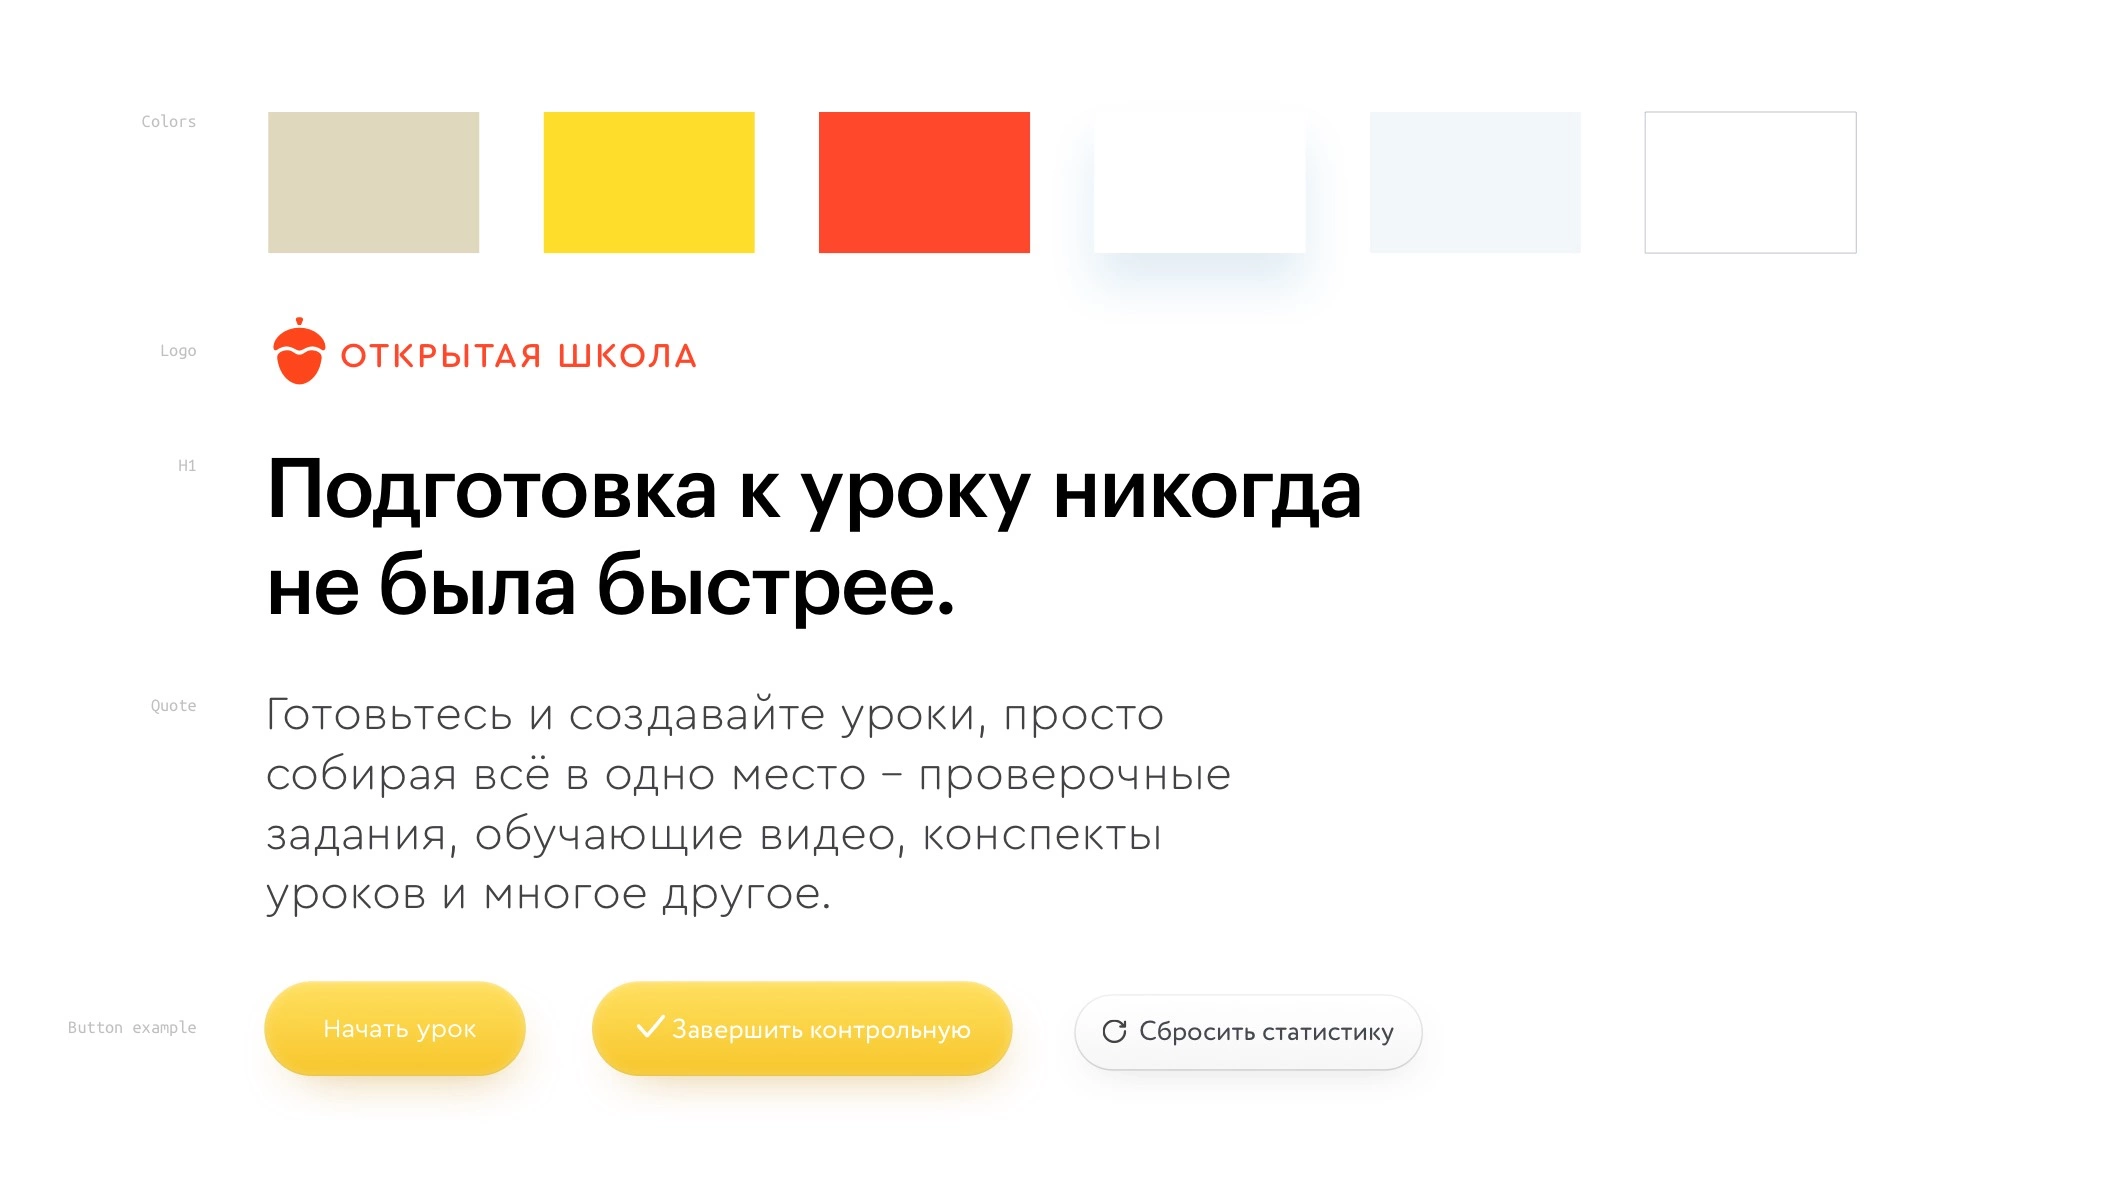 Colors
Logo
ОТКРЫТАЯ ШКОЛА
H1
Подготовка к уроку никогда
не была быстрее.
Quote
Готовьтесь и создавайте уроки, просто
собирая всё в одно место – проверочные
задания, обучающие видео, конспекты
уроков и многое другое.
Button example
Начать урок
Завершить контрольную
Сбросить статистику